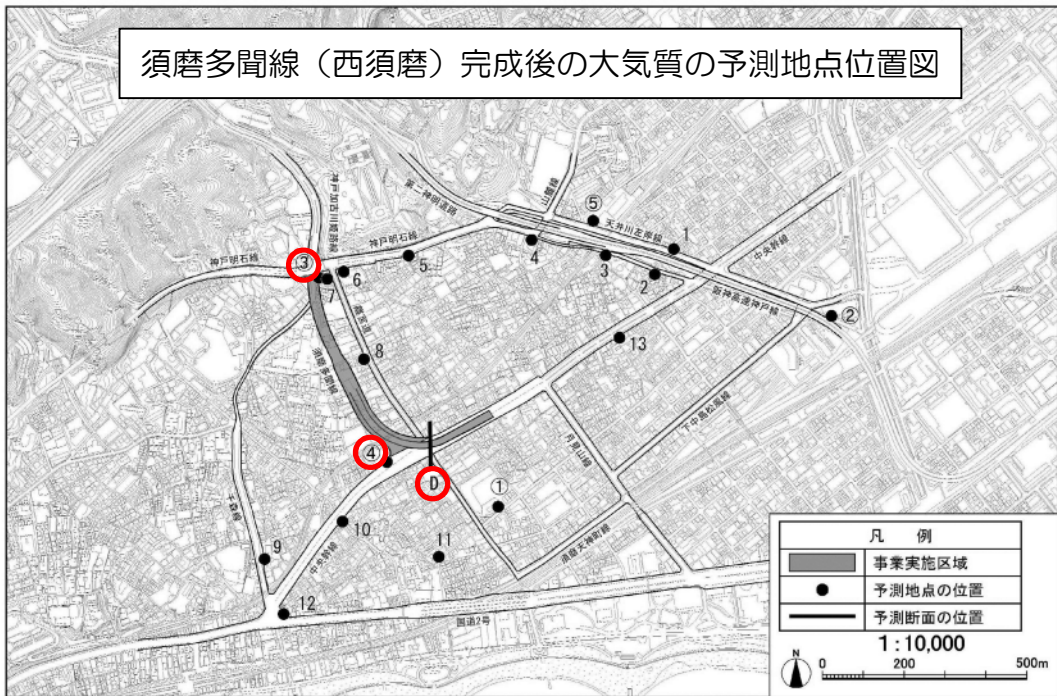 須磨多聞線（西須磨）完成後の大気質の予測地点位置図
神戸加古川姫路線
第二神明道路
⑤
天井川左岸線
1
中央幹線
神戸明石線
神戸明石線
③
7
6
5
4
3
2
阪神高速神戸線
②
離宮道
8
13
須磨多聞線
下中島松風線
月見山線
④
D
①
千森線
10
中央幹線
11
須磨天神町線
9
12
国道2号
凡 例
事業実施区域
予測地点の位置
予測断面の位置
1:10,000
N
0 200 500m